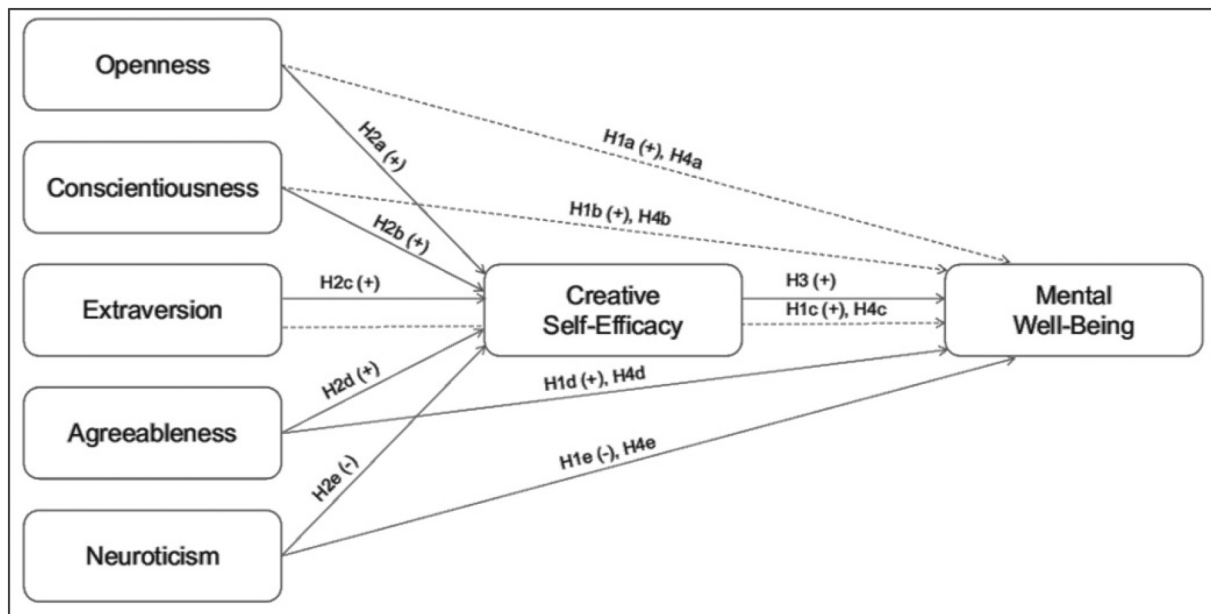 Openness
H2a (+)
H1a (+), H4a
Conscientiousness
H2b (+)
H1b (+), H4b
Extraversion
H2c (+)
Creative
Self-Efficacy
H3 (+)
H1c (+), H4c
Mental
Well-Being
H2d (+)
H1d (+), H4d
Agreeableness
H2e (-)
H1e (-), H4e
Neuroticism